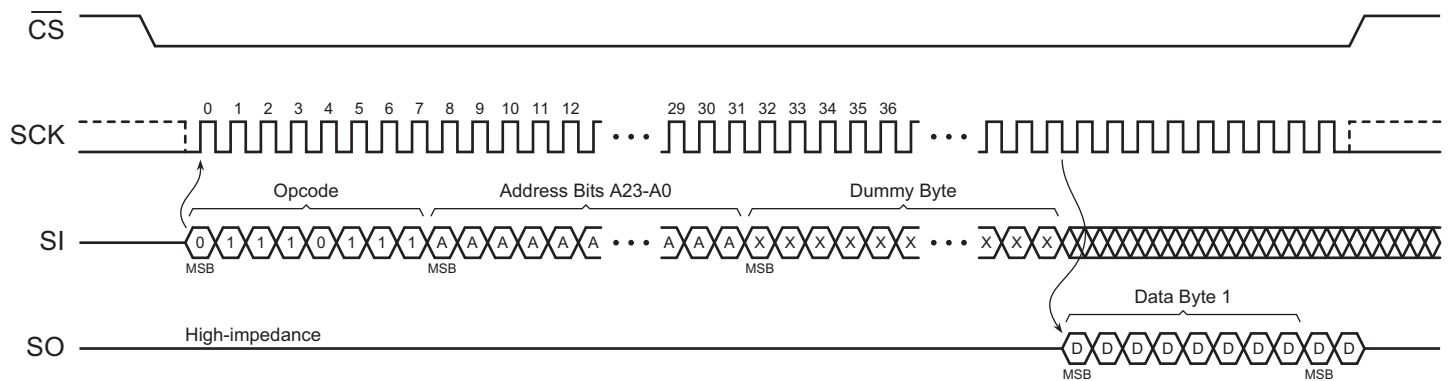 C̅S̅
0 1 2 3 4 5 6 7 8 9 10 11 12 29 30 31 32 33 34 35 36
SCK
Opcode Address Bits A23-A0 Dummy Byte
SI 0 1 1 1 0 1 1 1 A A A A A A • • • A A A X X X X X X • • • X X X
MSB MSB MSB
Data Byte 1
High-impedance
SO D D D D D D D D D D
MSB MSB